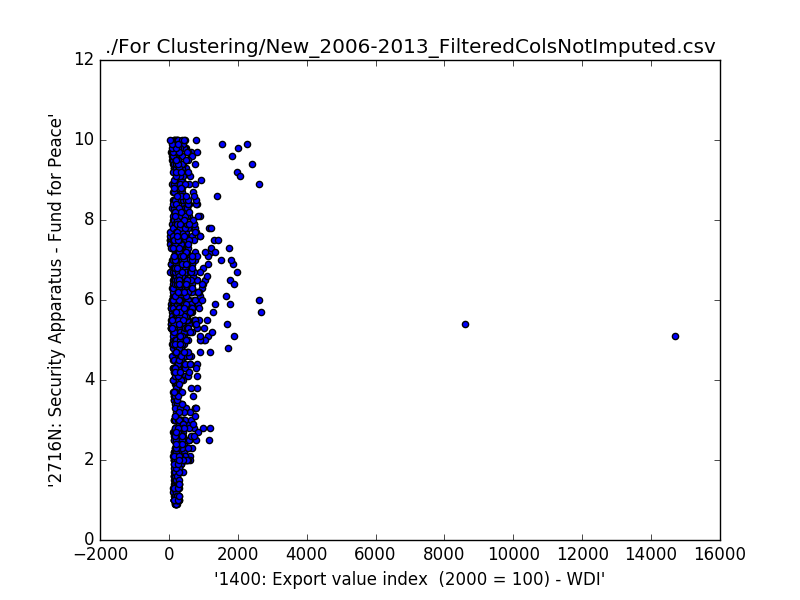 ./For Clustering/New_2006-2013_FilteredColsNotImputed.csv
12
10
8
6
4
2
0
'2716N: Security Apparatus - Fund for Peace'
−2000 0 2000 4000 6000 8000 10000 12000 14000 16000
'1400: Export value index  (2000 = 100) - WDI'